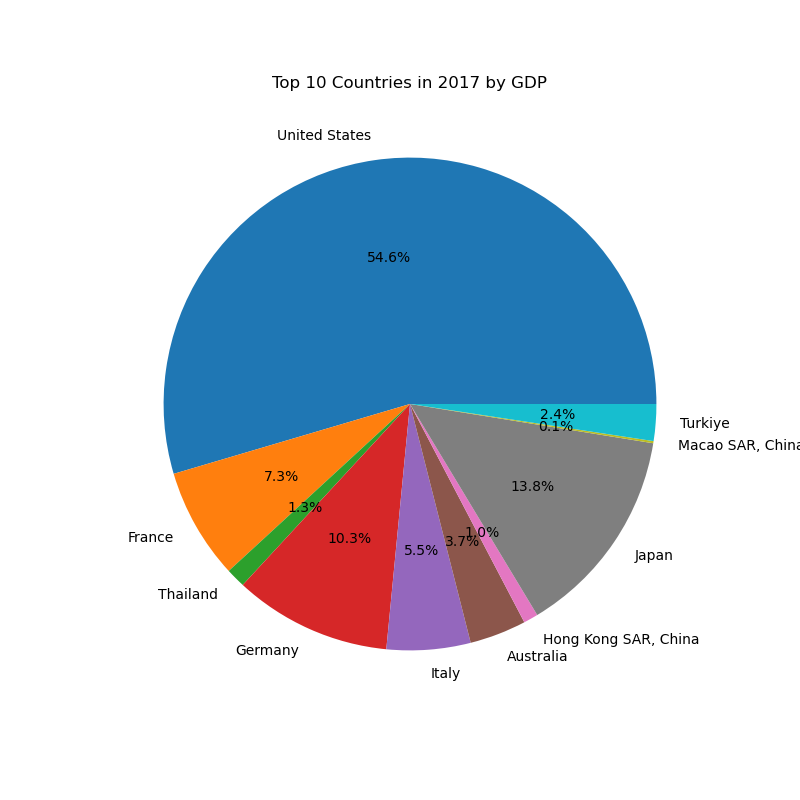 Top 10 Countries in 2017 by GDP
United States
54.6%
2.4%
Turkiye
0.1%
Macao SAR, China
7.3%
13.8%
1.3%
France
10.3%
1.0%
3.7%
5.5%
Japan
Thailand
Hong Kong SAR, China
Germany
Australia
Italy